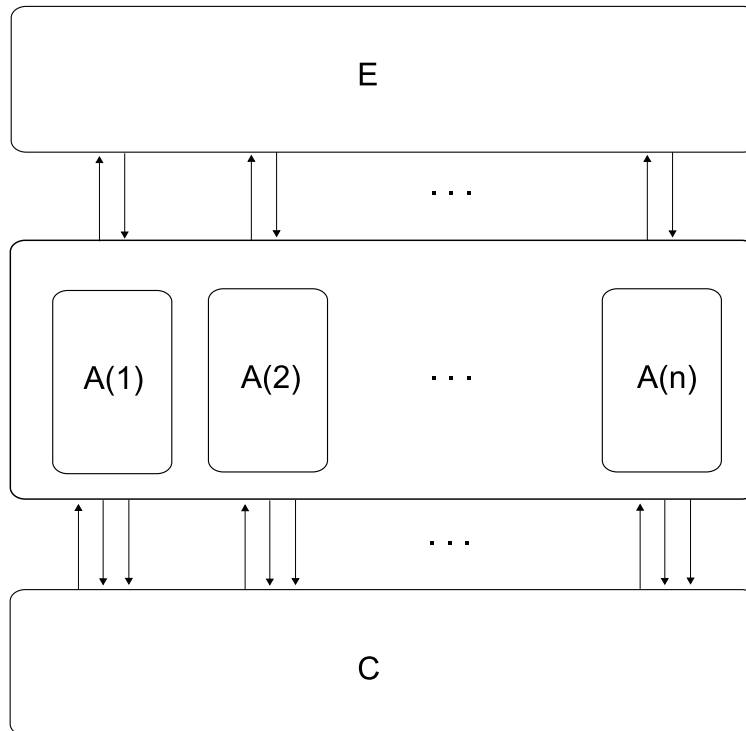 E
. . .
A(1) A(2) . . . A(n)
. . .
C